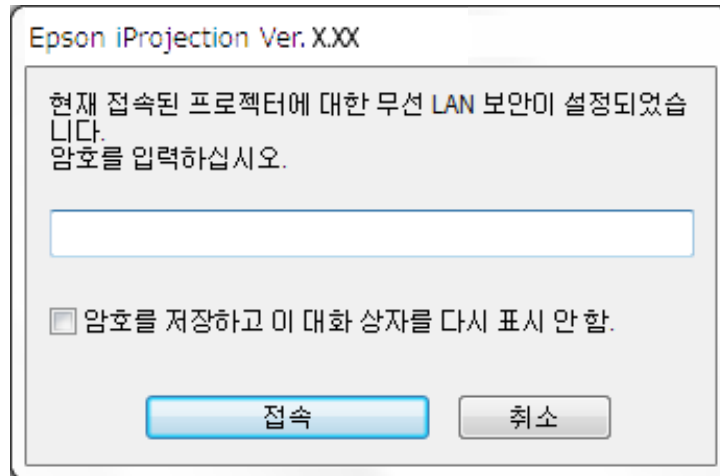 Epson iProjection Ver. X.XX
현재 접속된 프로젝터에 대한 무선 LAN 보안이 설정되었습
니다.
암호를 입력하십시오.
암호를 저장하고 이 대화 상자를 다시 표시 안 함.
접속
취소